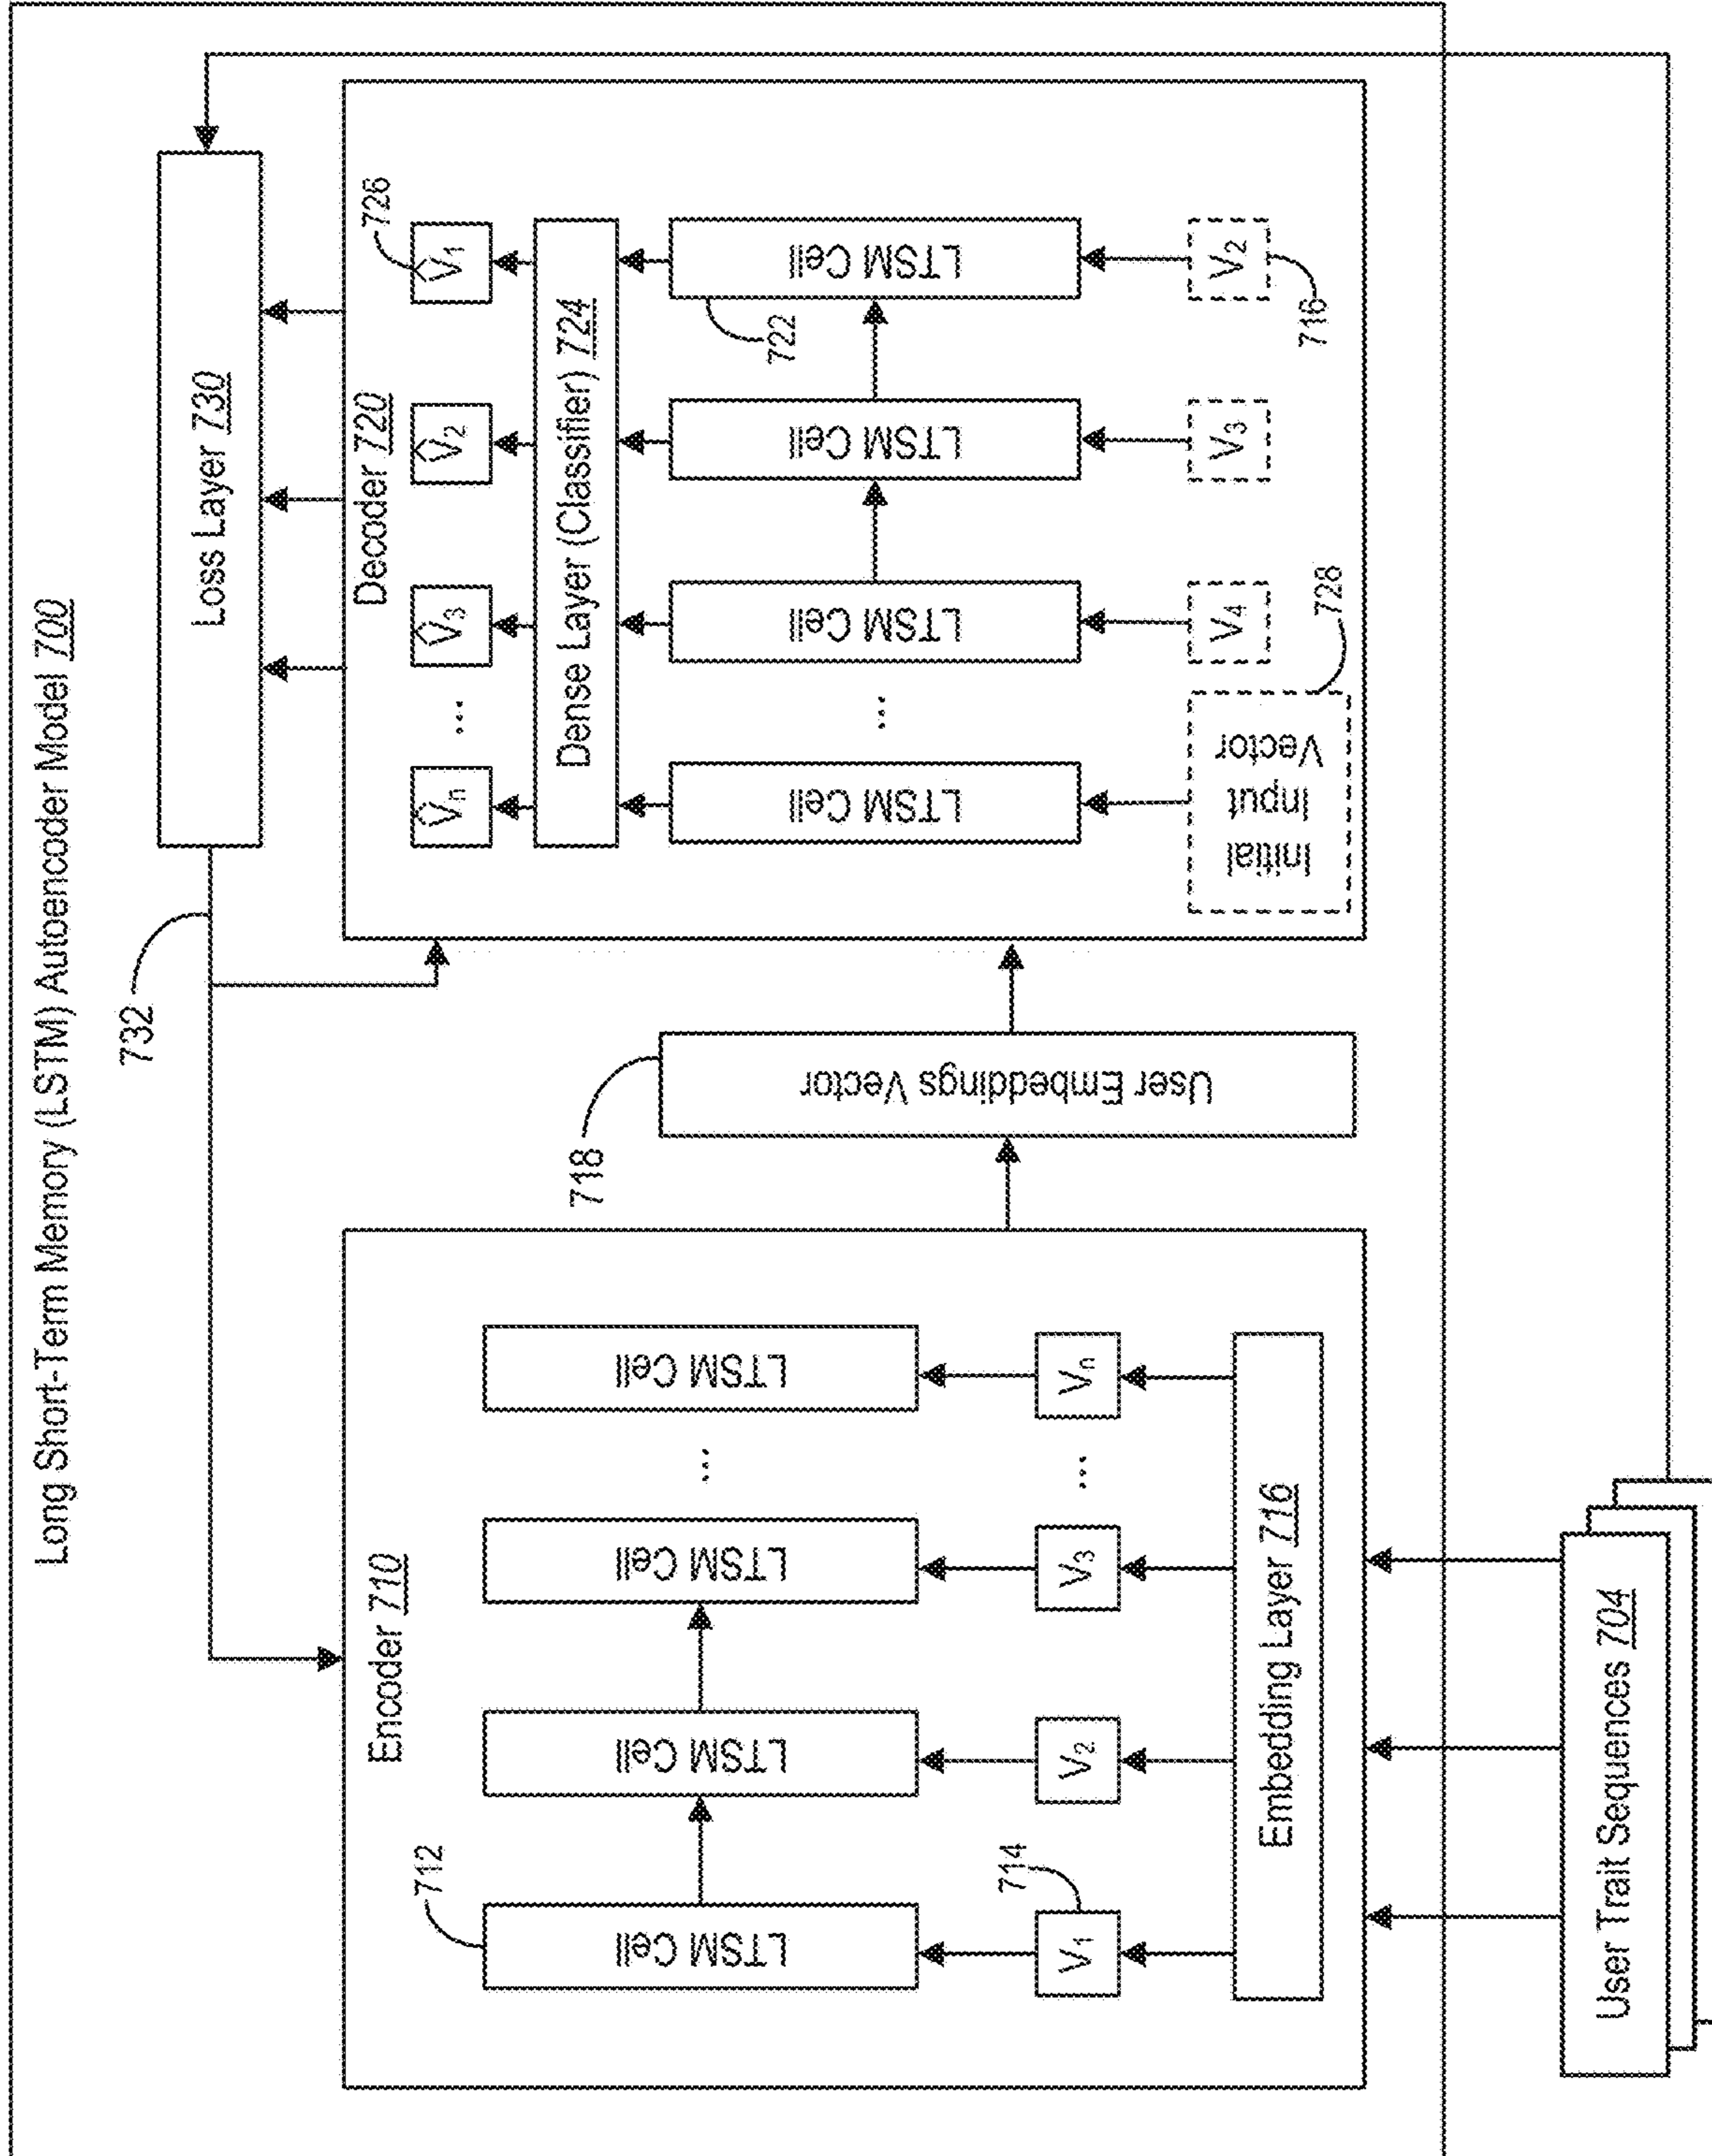 Long Short-Term Memory (LSTM) Autoencoder Model 700
732
Loss Layer 730
Encoder 710
712
LTSM Cell
LTSM Cell
LTSM Cell
...
LTSM Cell
714
V1
V2
V3
...
Vn
Embedding Layer 716
User Trait Sequences 704
718
User Embeddings Vector
Decoder 720
V̂n
...
V̂3
V̂2
V̂1
726
Dense Layer (Classifier) 724
LTSM Cell
...
LTSM Cell
LTSM Cell
LTSM Cell
722
Initial
Input
Vector
728
V4
V3
V2
716